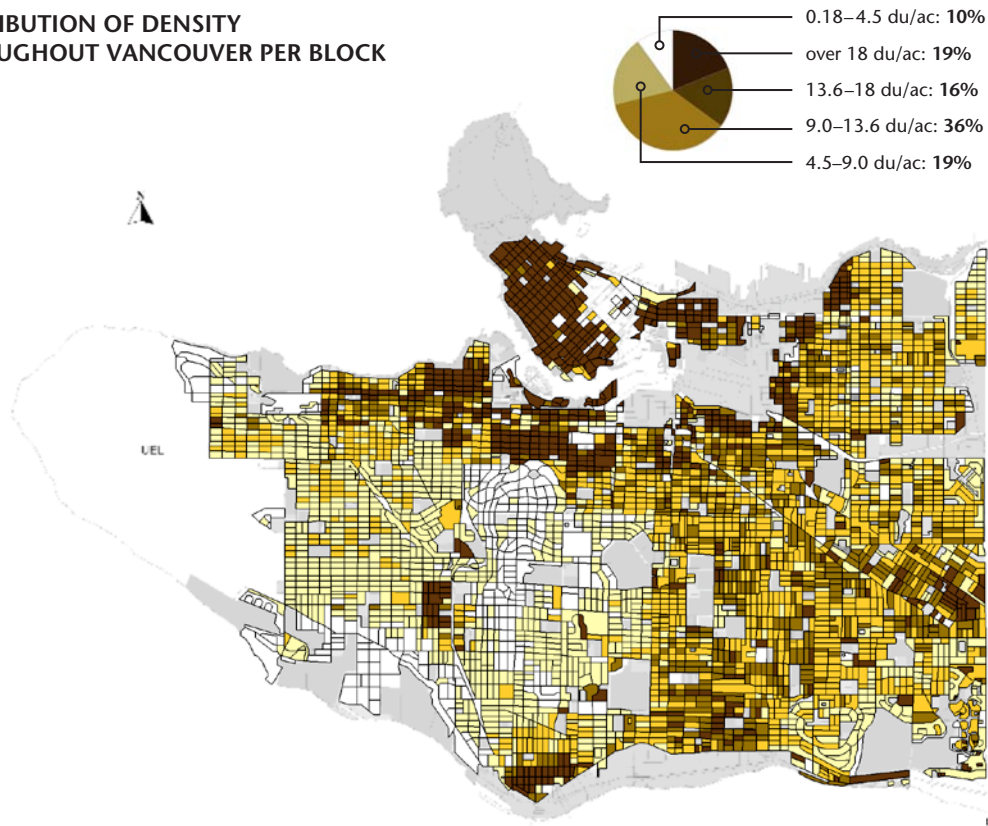 IBUTION OF DENSITY
UGHOUT VANCOUVER PER BLOCK
0.18–4.5 du/ac: 10%
over 18 du/ac: 19%
13.6–18 du/ac: 16%
9.0–13.6 du/ac: 36%
4.5–9.0 du/ac: 19%
N
UEL